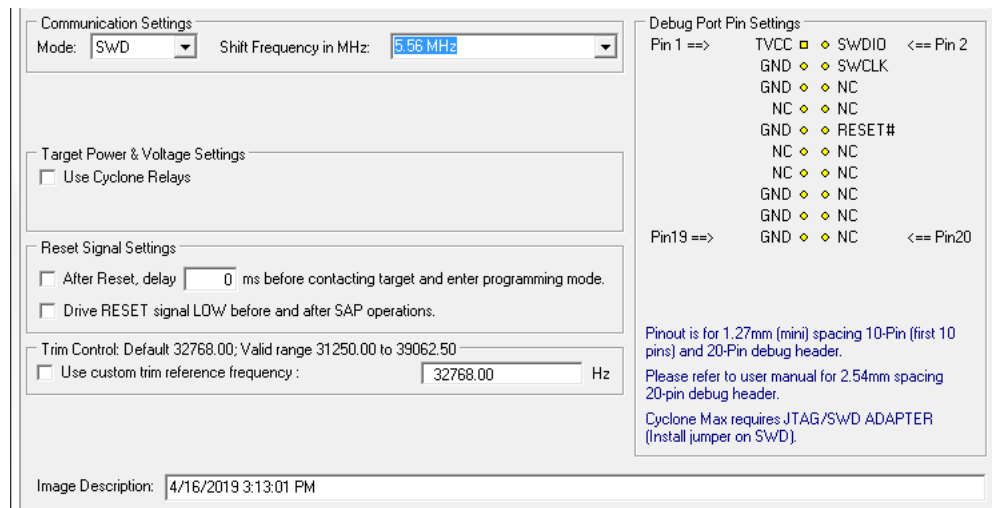 Communication Settings
Mode: SWD Shift Frequency in MHz: 5.56 MHz
Target Power & Voltage Settings
Use Cyclone Relays
Reset Signal Settings
After Reset, delay 0 ms before contacting target and enter programming mode.
Drive RESET signal LOW before and after SAP operations.
Trim Control: Default 32768.00; Valid range 31250.00 to 39062.50
Use custom trim reference frequency : 32768.00 Hz
Image Description: 4/16/2019 3:13:01 PM
Debug Port Pin Settings
Pin 1 ==> TVCC SWDIO <== Pin 2
GND SWCLK
GND NC
NC NC
GND RESET#
NC NC
NC NC
GND NC
GND NC
Pin19 ==> GND NC <== Pin20
Pinout is for 1.27mm (mini) spacing 10-Pin (first 10
pins) and 20-Pin debug header.
Please refer to user manual for 2.54mm spacing
20-pin debug header.
Cyclone Max requires JTAG/SWD ADAPTER
(Install jumper on SWD).